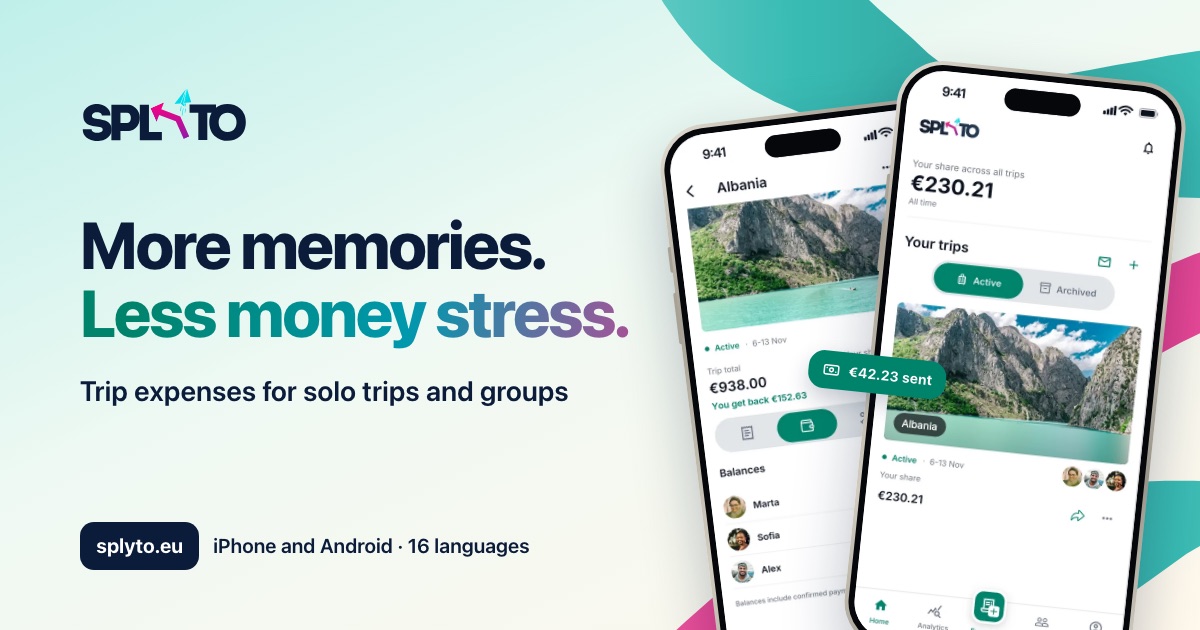 SPLYTO
More memories.
Less money stress.
Trip expenses for solo trips and groups
splyto.eu
iPhone and Android · 16 languages
9:41
Albania
Active · 6-13 Nov
Trip total
€938.00
You get back €152.63
Balances
Marta
Sofia
Alex
Balances include confirmed
€42.23 sent
9:41
SPLYTO
Your share across all trips
€230.21
All time
Your trips
Active
Archived
Albania
Active · 6-13 Nov
Your share
€230.21
Home
Analytics